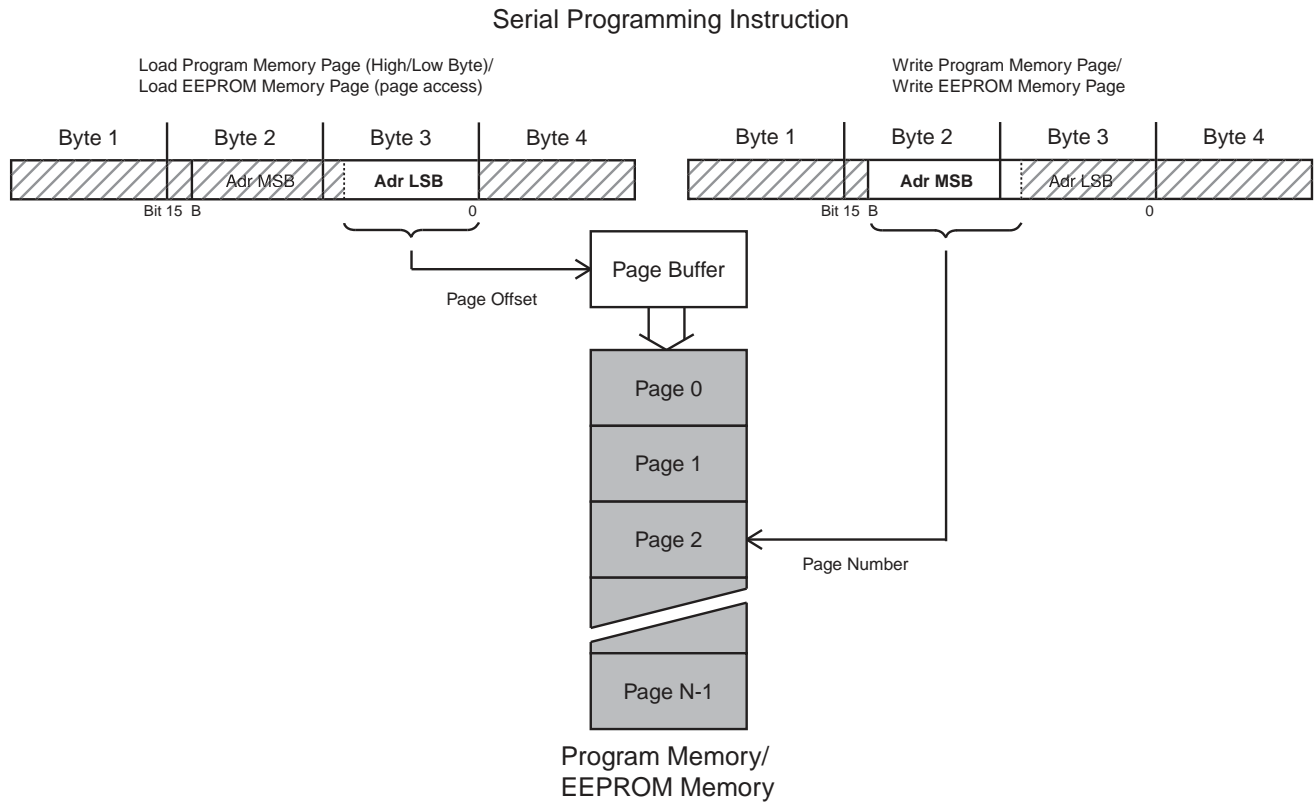 Serial Programming Instruction
Load Program Memory Page (High/Low Byte)/
Load EEPROM Memory Page (page access)
Write Program Memory Page/
Write EEPROM Memory Page
Byte 1 Byte 2 Byte 3 Byte 4
Byte 1 Byte 2 Byte 3 Byte 4
Adr MSB Adr LSB
Adr MSB Adr LSB
Bit 15 B 0
Bit 15 B 0
Page Buffer
Page Offset
Page 0
Page 1
Page 2
Page Number
Page N-1
Program Memory/
EEPROM Memory